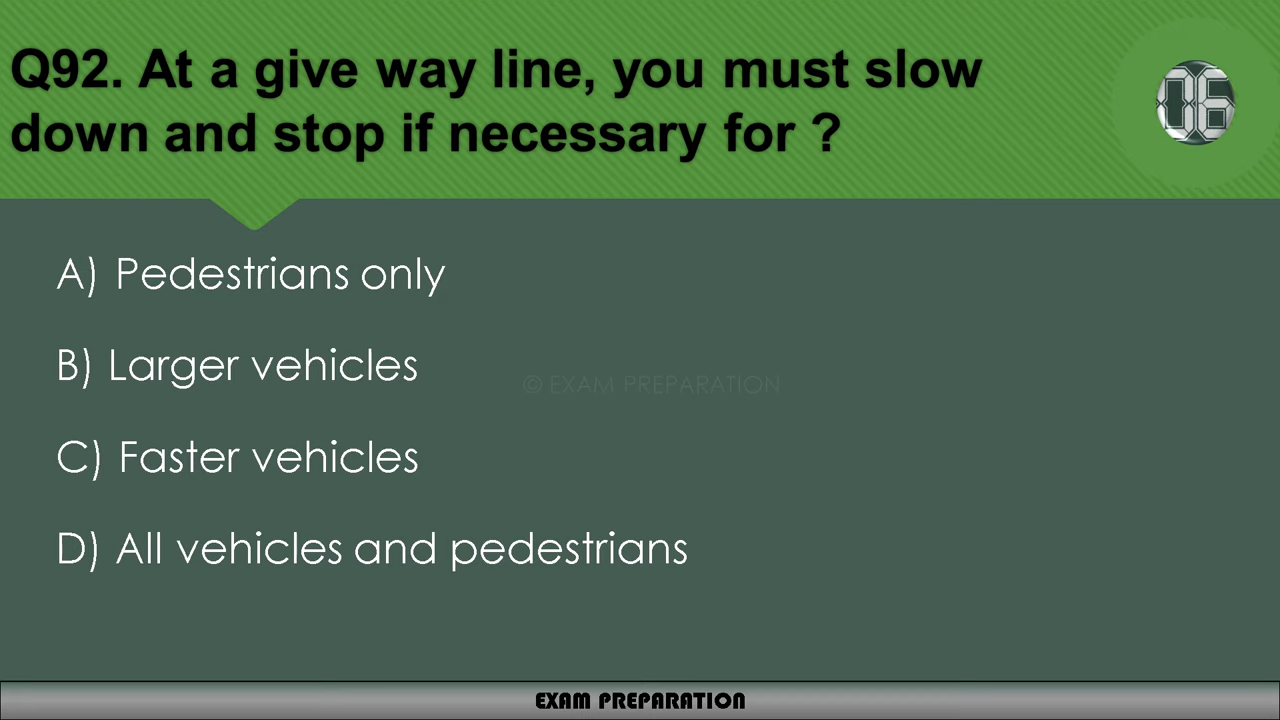 Q92. At a give way line, you must slow
down and stop if necessary for ?
06
A) Pedestrians only
B) Larger vehicles
© EXAM PREPARATION
C) Faster vehicles
D) All vehicles and pedestrians
EXAM PREPARATION